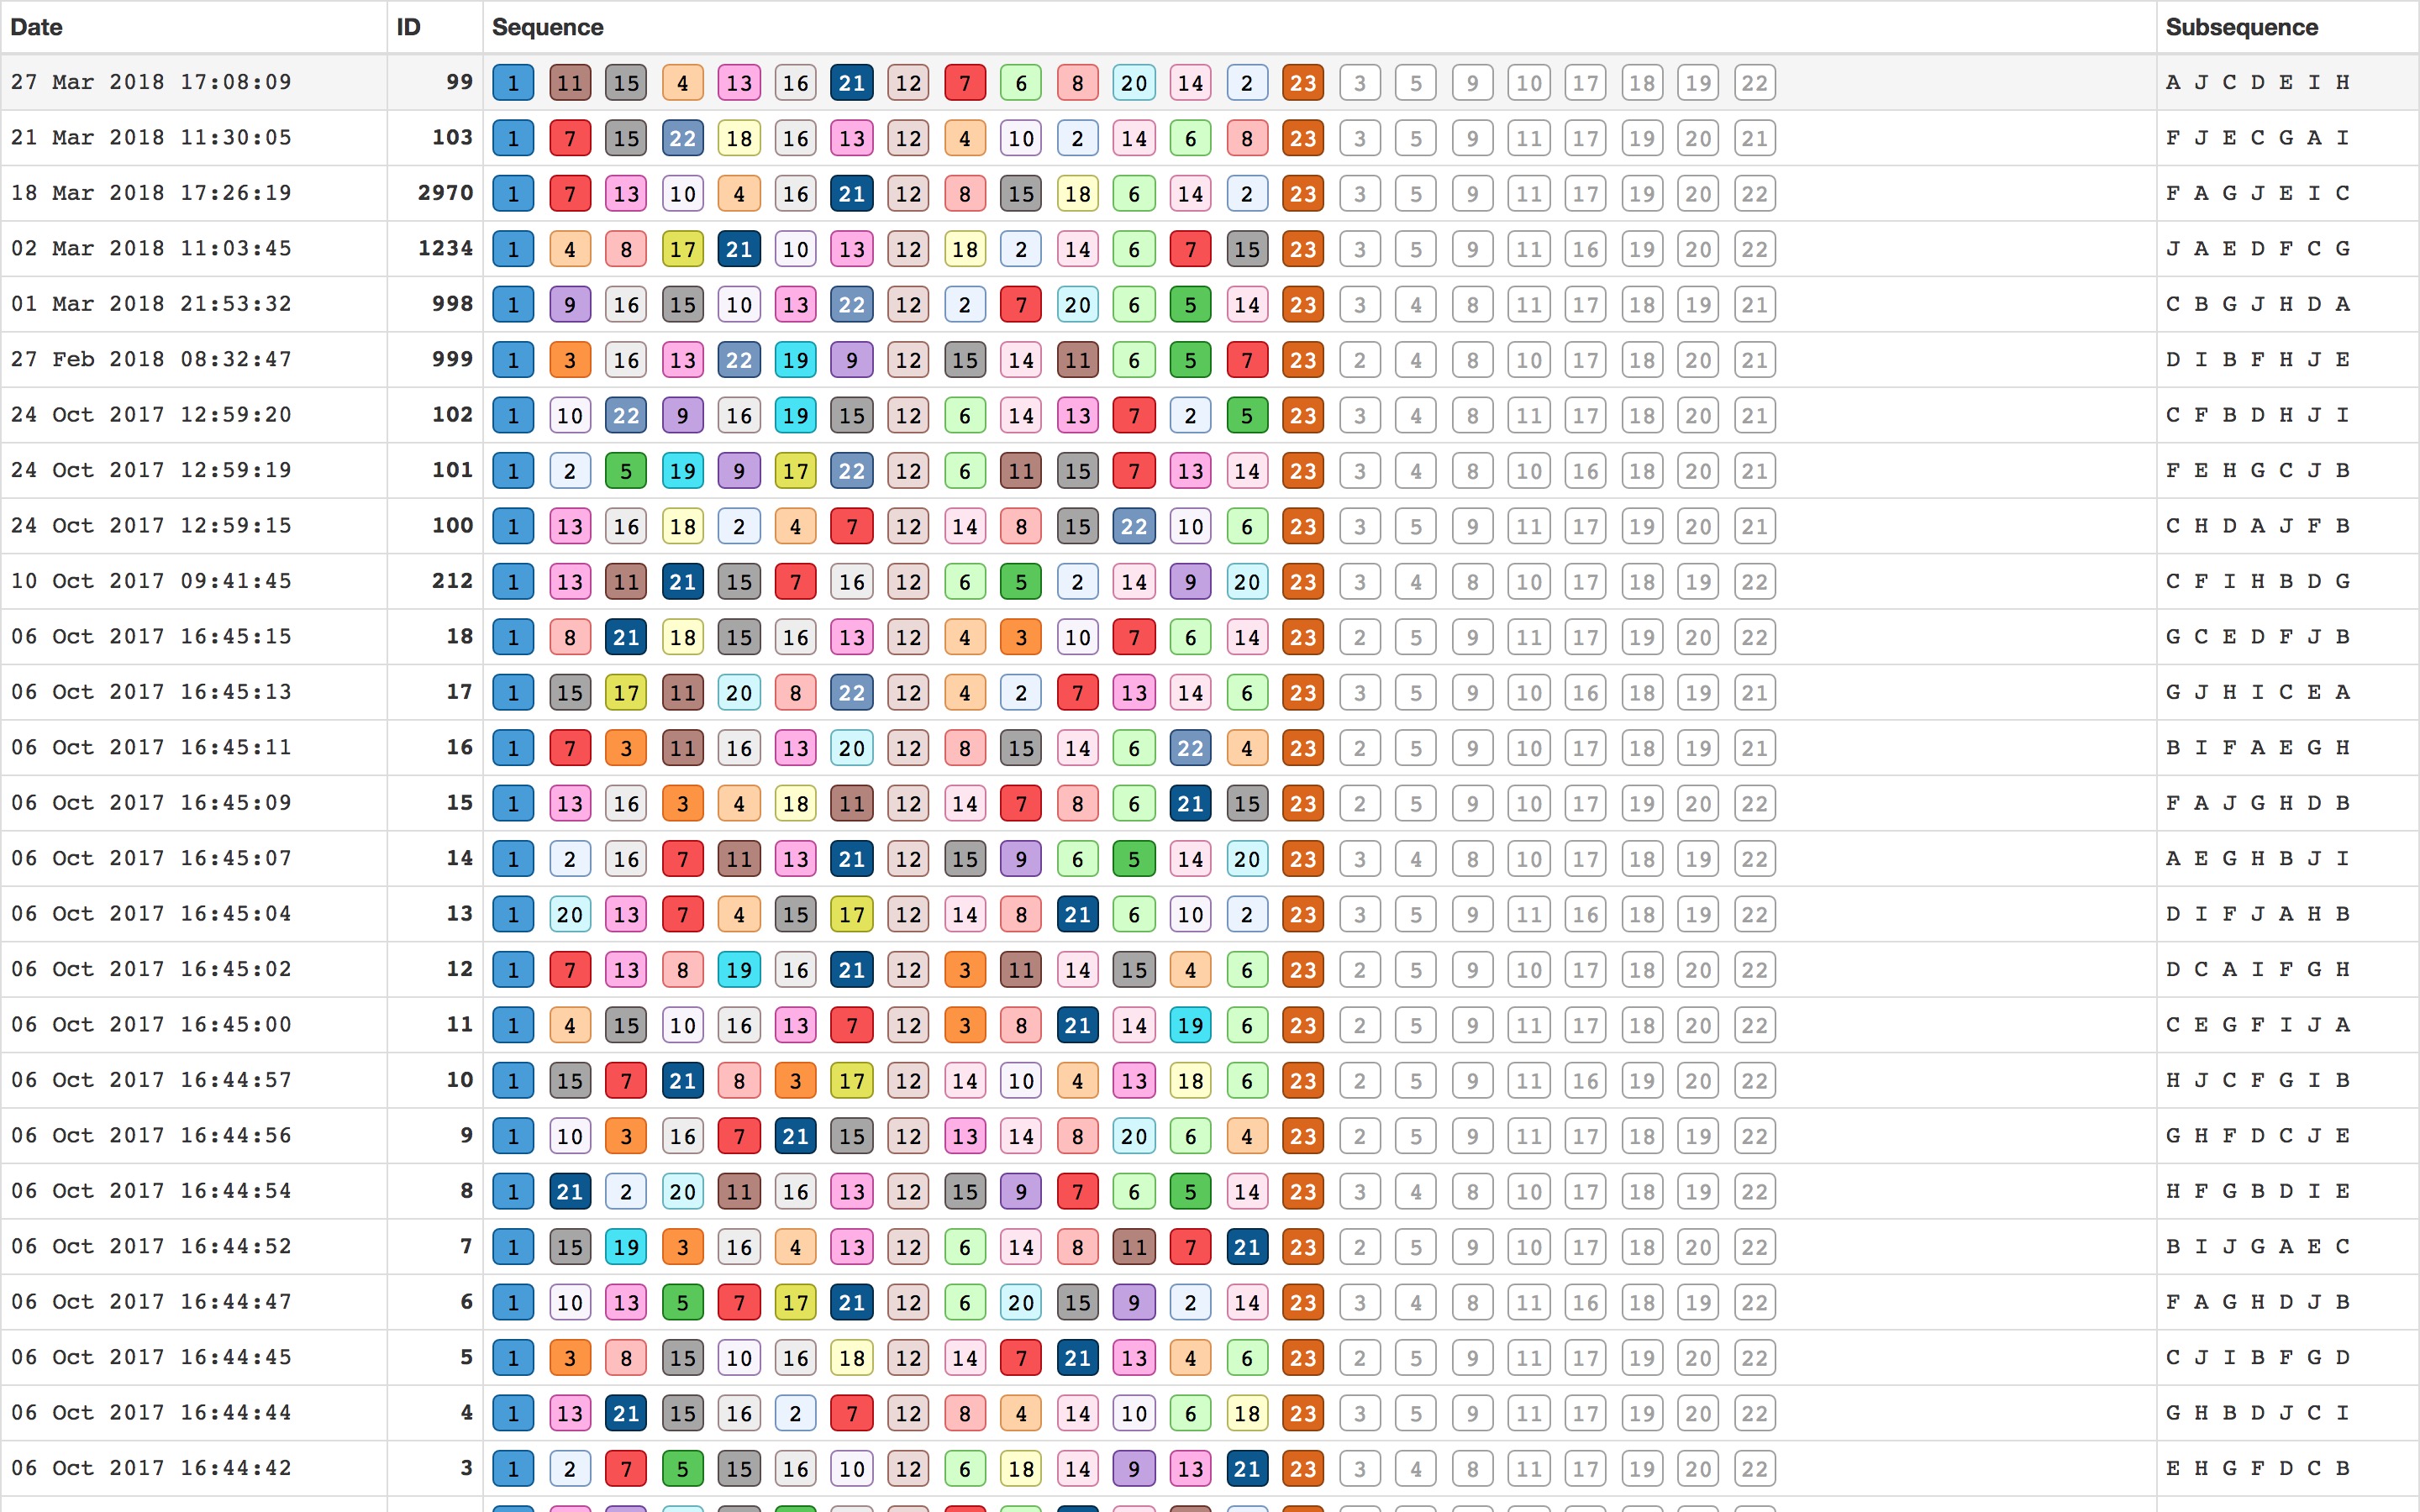 Date ID Sequence Subsequence
27 Mar 2018 17:08:09 99 1 11 15 4 13 16 21 12 7 6 8 20 14 2 23 3 5 9 10 17 18 19 22 A J C D E I H
21 Mar 2018 11:30:05 103 1 7 15 22 18 16 13 12 4 10 2 14 6 8 23 3 5 9 11 17 19 20 21 F J E C G A I
18 Mar 2018 17:26:19 2970 1 7 13 10 4 16 21 12 8 15 18 6 14 2 23 3 5 9 11 17 19 20 22 F A G J E I C
02 Mar 2018 11:03:45 1234 1 4 8 17 21 10 13 12 18 2 14 6 7 15 23 3 5 9 11 16 19 20 22 J A E D F C G
01 Mar 2018 21:53:32 998 1 9 16 15 10 13 22 12 2 7 20 6 5 14 23 3 4 8 11 17 18 19 21 C B G J H D A
27 Feb 2018 08:32:47 999 1 3 16 13 22 19 9 12 15 14 11 6 5 7 23 2 4 8 10 17 18 20 21 D I B F H J E
24 Oct 2017 12:59:20 102 1 10 22 9 16 19 15 12 6 14 13 7 2 5 23 3 4 8 11 17 18 20 21 C F B D H J I
24 Oct 2017 12:59:19 101 1 2 5 19 9 17 22 12 6 11 15 7 13 14 23 3 4 8 10 16 18 20 21 F E H G C J B
24 Oct 2017 12:59:15 100 1 13 16 18 2 4 7 12 14 8 15 22 10 6 23 3 5 9 11 17 19 20 21 C H D A J F B
10 Oct 2017 09:41:45 212 1 13 11 21 15 7 16 12 6 5 2 14 9 20 23 3 4 8 10 17 18 19 22 C F I H B D G
06 Oct 2017 16:45:15 18 1 8 21 18 15 16 13 12 4 3 10 7 6 14 23 2 5 9 11 17 19 20 22 G C E D F J B
06 Oct 2017 16:45:13 17 1 15 17 11 20 8 22 12 4 2 7 13 14 6 23 3 5 9 10 16 18 19 21 G J H I C E A
06 Oct 2017 16:45:11 16 1 7 3 11 16 13 20 12 8 15 14 6 22 4 23 2 5 9 10 17 18 19 21 B I F A E G H
06 Oct 2017 16:45:09 15 1 13 16 3 4 18 11 12 14 7 8 6 21 15 23 2 5 9 10 17 19 20 22 F A J G H D B
06 Oct 2017 16:45:07 14 1 2 16 7 11 13 21 12 15 9 6 5 14 20 23 3 4 8 10 17 18 19 22 A E G H B J I
06 Oct 2017 16:45:04 13 1 20 13 7 4 15 17 12 14 8 21 6 10 2 23 3 5 9 11 16 18 19 22 D I F J A H B
06 Oct 2017 16:45:02 12 1 7 13 8 19 16 21 12 3 11 14 15 4 6 23 2 5 9 10 17 18 20 22 D C A I F G H
06 Oct 2017 16:45:00 11 1 4 15 10 16 13 7 12 3 8 21 14 19 6 23 2 5 9 11 17 18 20 22 C E G F I J A
06 Oct 2017 16:44:57 10 1 15 7 21 8 3 17 12 14 10 4 13 18 6 23 2 5 9 11 16 19 20 22 H J C F G I B
06 Oct 2017 16:44:56 9 1 10 3 16 7 21 15 12 13 14 8 20 6 4 23 2 5 9 11 17 18 19 22 G H F D C J E
06 Oct 2017 16:44:54 8 1 21 2 20 11 16 13 12 15 9 7 6 5 14 23 3 4 8 10 17 18 19 22 H F G B D I E
06 Oct 2017 16:44:52 7 1 15 19 3 16 4 13 12 6 14 8 11 7 21 23 2 5 9 10 17 18 20 22 B I J G A E C
06 Oct 2017 16:44:47 6 1 10 13 5 7 17 21 12 6 20 15 9 2 14 23 3 4 8 11 16 18 19 22 F A G H D J B
06 Oct 2017 16:44:45 5 1 3 8 15 10 16 18 12 14 7 21 13 4 6 23 2 5 9 11 17 19 20 22 C J I B F G D
06 Oct 2017 16:44:44 4 1 13 21 15 16 2 7 12 8 4 14 10 6 18 23 3 5 9 11 17 19 20 22 G H B D J C I
06 Oct 2017 16:44:42 3 1 2 7 5 15 16 10 12 6 18 14 9 13 21 23 3 4 8 11 17 19 20 22 E H G F D C B